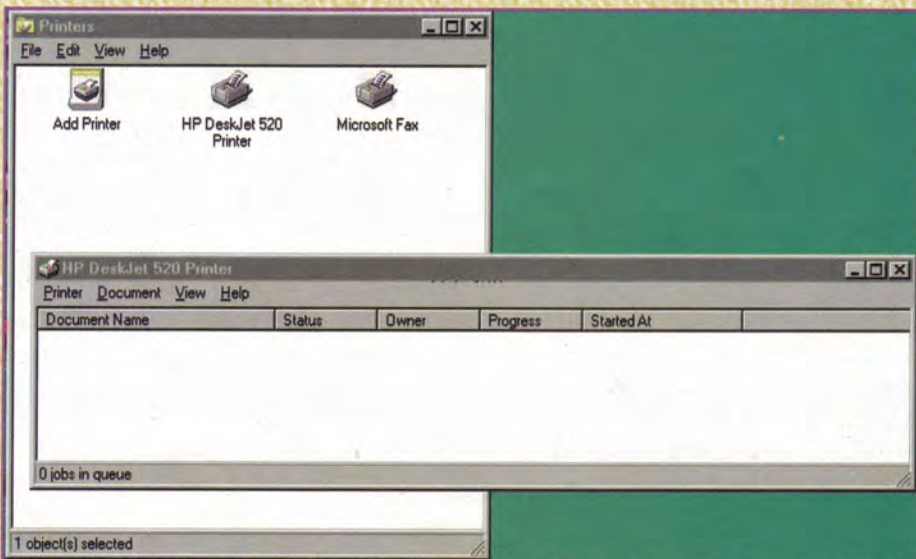 Printers
File Edit View Help
Add Printer
HP DeskJet 520
Printer
Microsoft Fax
HP DeskJet 520 Printer
Printer Document View Help
Document Name Status Owner Progress Started At
0 jobs in queue
1 object(s) selected